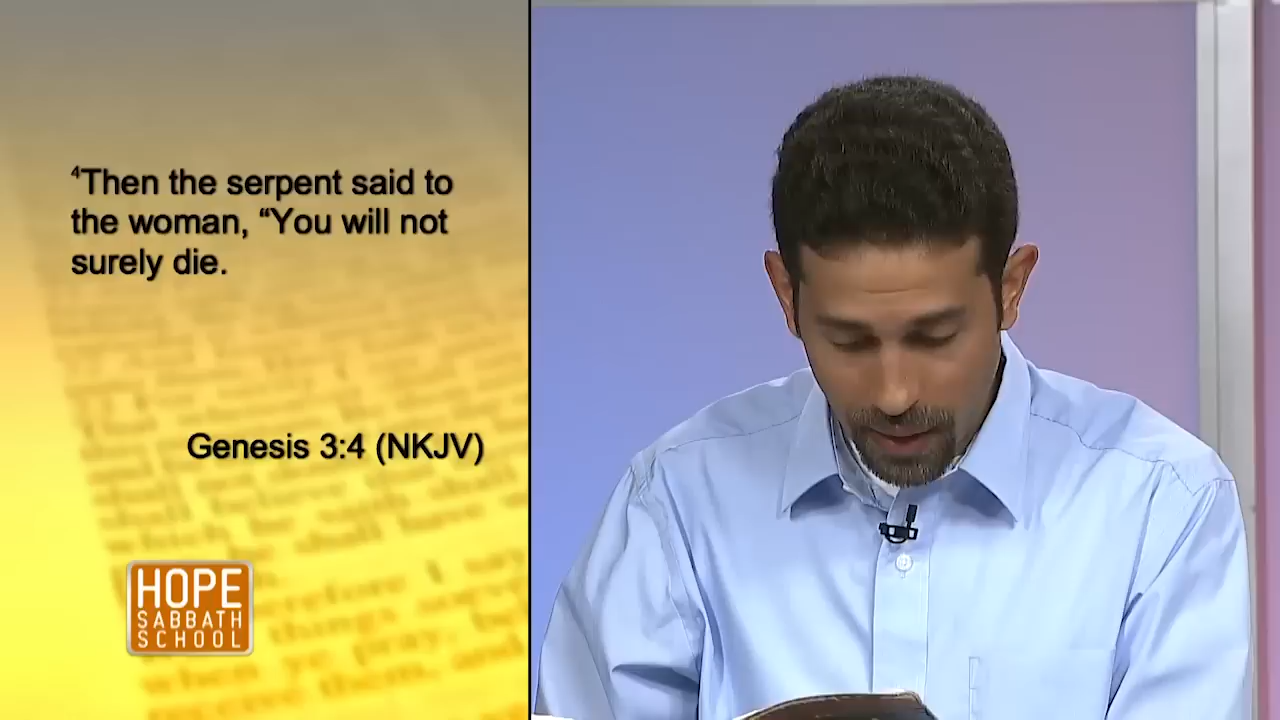 ⁴Then the serpent said to
the woman, “You will not
surely die.
Genesis 3:4 (NKJV)
HOPE
SABBATH
SCHOOL